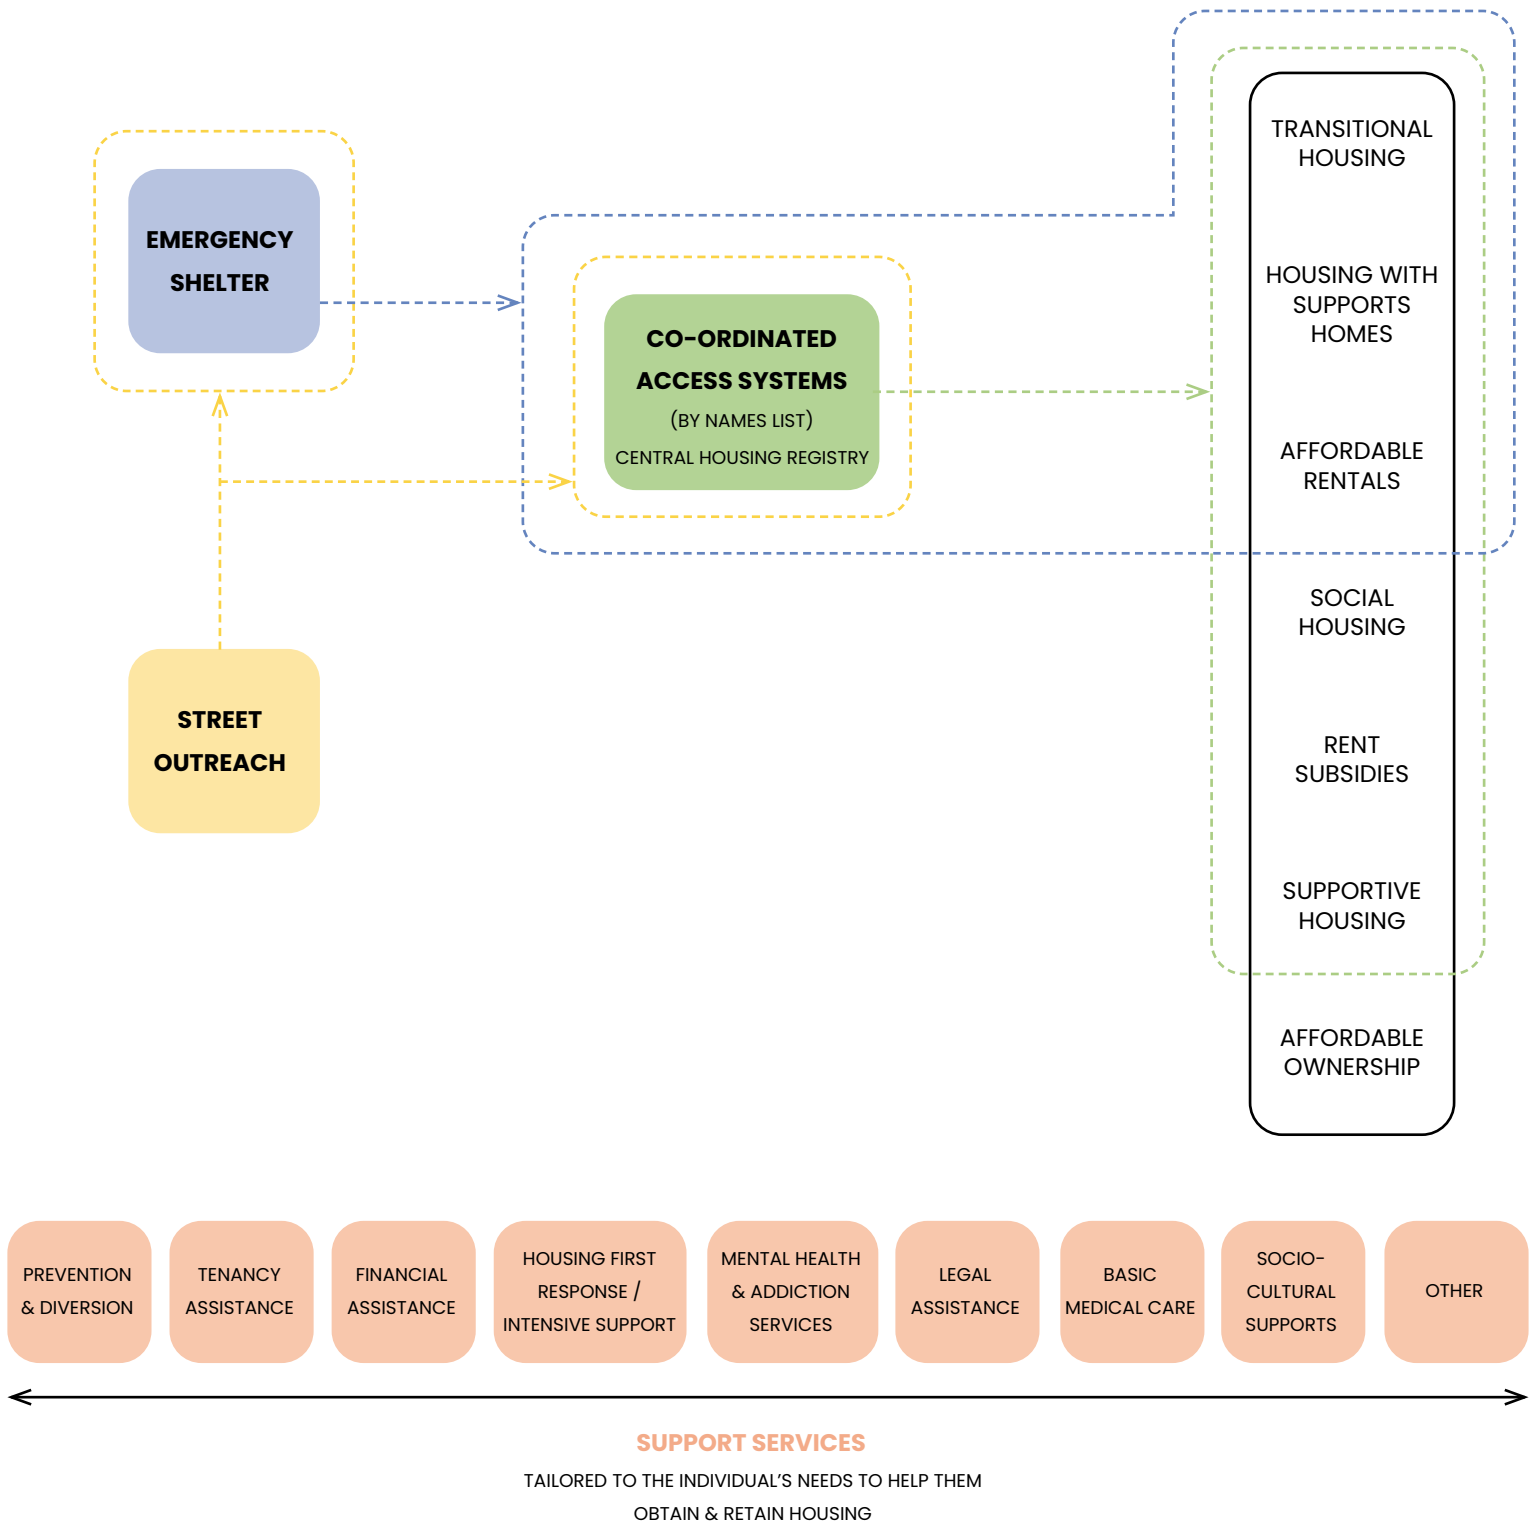 EMERGENCY
SHELTER
STREET
OUTREACH
CO-ORDINATED
ACCESS SYSTEMS
(BY NAMES LIST)
CENTRAL HOUSING REGISTRY
TRANSITIONAL
HOUSING
HOUSING WITH
SUPPORTS
HOMES
AFFORDABLE
RENTALS
SOCIAL
HOUSING
RENT
SUBSIDIES
SUPPORTIVE
HOUSING
AFFORDABLE
OWNERSHIP
PREVENTION
& DIVERSION
TENANCY
ASSISTANCE
FINANCIAL
ASSISTANCE
HOUSING FIRST
RESPONSE /
INTENSIVE SUPPORT
MENTAL HEALTH
& ADDICTION
SERVICES
LEGAL
ASSISTANCE
BASIC
MEDICAL CARE
SOCIO-
CULTURAL
SUPPORTS
OTHER
SUPPORT SERVICES
TAILORED TO THE INDIVIDUAL’S NEEDS TO HELP THEM
OBTAIN & RETAIN HOUSING